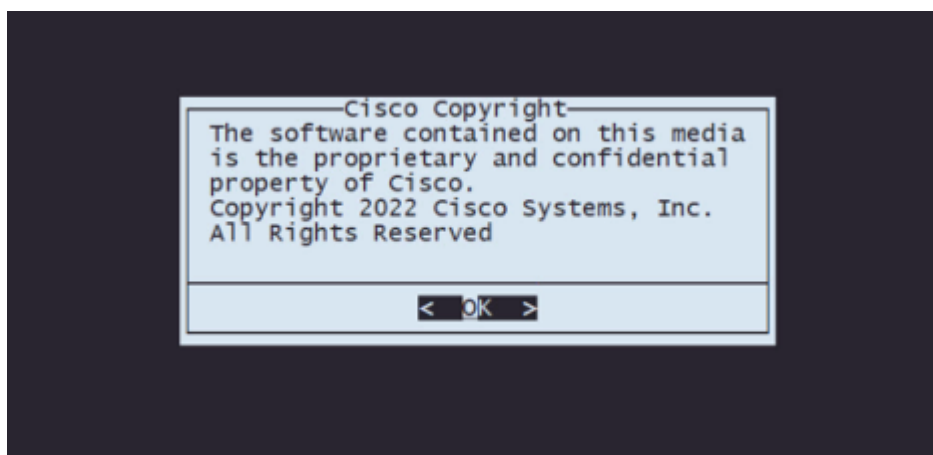 Cisco Copyright
The software contained on this media
is the proprietary and confidential
property of Cisco.
Copyright 2022 Cisco Systems, Inc.
All Rights Reserved
< OK >